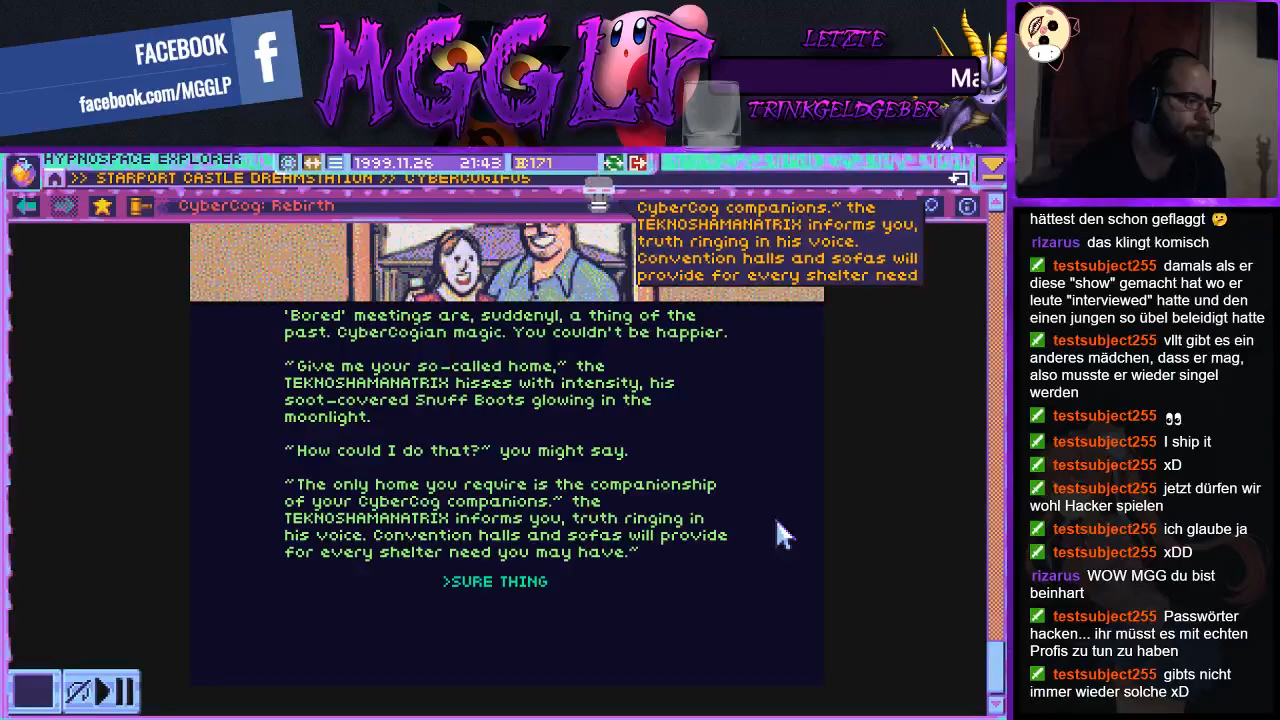 FACEBOOK
facebook.com/MGGLP
f
MGGLP
LETZTE
Ma
TRINKGELDGEBER
HYPNOSPACE EXPLORER
1999.11.26
21:43
171
>> STARPORT CASTLE DREAMSTATION >> CYBERCOGIFUS
CyberCog: Rebirth
CyberCog companions.~ the
TEKNOSHAMANATRIX informs you,
truth ringing in his voice.
Convention halls and sofas will
provide for every shelter need
'Bored' meetings are, suddenyl, a thing of the
past. CyberCogian magic. You couldn't be happier.
~Give me your so-called home,~ the
TEKNOSHAMANATRIX hisses with intensity, his
soot-covered Snuff Boots glowing in the
moonlight.
~How could I do that?~ you might say.
~The only home you require is the companionship
of your CyberCog companions.~ the
TEKNOSHAMANATRIX informs you, truth ringing in
his voice. Convention halls and sofas will provide
for every shelter need you may have.~
>SURE THING
hättest den schon geflaggt
rizarus das klingt komisch
testsubject255 damals als er
diese "show" gemacht hat wo er
leute "interviewed" hatte und den
einen jungen so übel beleidigt hatte
testsubject255 vllt gibt es ein
anderes mädchen, dass er mag,
also musste er wieder singel
werden
testsubject255
testsubject255 I ship it
testsubject255 xD
testsubject255 jetzt dürfen wir
wohl Hacker spielen
testsubject255 ich glaube ja
testsubject255 xDD
rizarus WOW MGG du bist
beinhart
testsubject255 Passwörter
hacken... ihr müsst es mit echten
Profis zu tun zu haben
testsubject255 gibts nicht
immer wieder solche xD